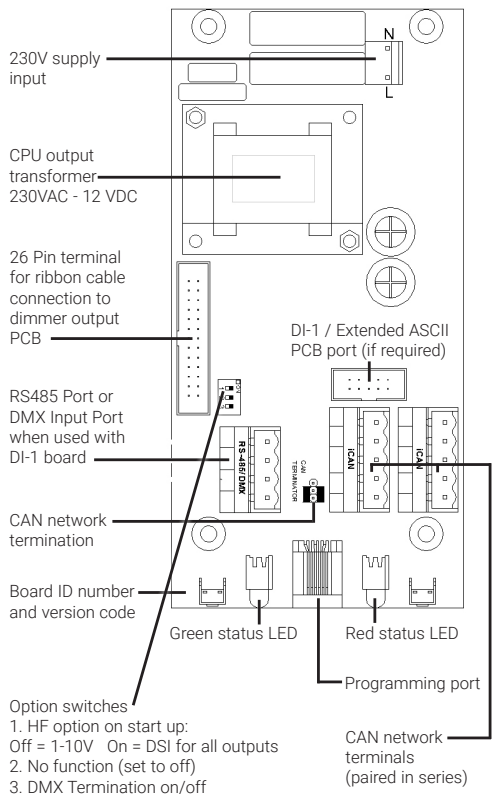 N
230V supply
input
L
CPU output
transformer
230VAC - 12 VDC
26 Pin terminal
for ribbon cable
connection to
dimmer output
PCB
DI-1 / Extended ASCII
PCB port (if required)
RS485 Port or
DMX Input Port
when used with
DI-1 board
RS-485/DMX
CAN
TERMINATOR
iCAN
iCAN
CAN network
termination
Board ID number
and version code
Green status LED
Red status LED
Programming port
Option switches
1. HF option on start up:
Off = 1-10V On = DSI for all outputs
2. No function (set to off)
3. DMX Termination on/off
CAN network
terminals
(paired in series)